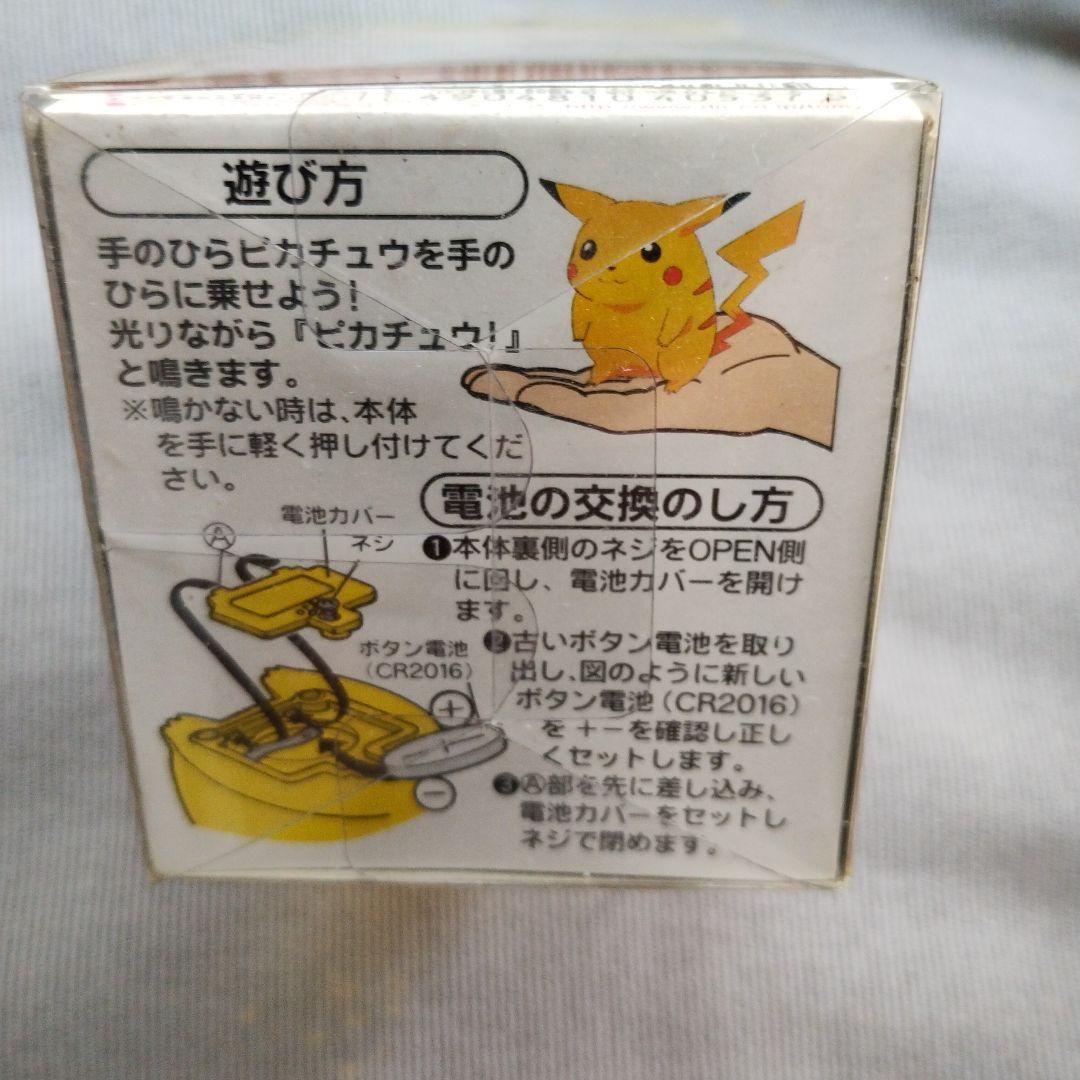 4904810405375
遊び方
手のひらピカチュウを手の
ひらに乗せよう!
光りながら『ピカチュウ!』
と鳴きます。
※鳴かない時は、本体
を手に軽く押し付けてくだ
さい。
電池の交換のし方
❶本体裏側のネジをOPEN側
に回し、電池カバーを開け
ます。
❷古いボタン電池を取り
出し、図のように新しい
ボタン電池(CR2016)
を+−を確認し正し
くセットします。
❸Ⓐ部を先に差し込み、
電池カバーをセットし
ネジで閉めます。
Ⓐ
電池カバー
ネジ
ボタン電池
(CR2016)
+
−